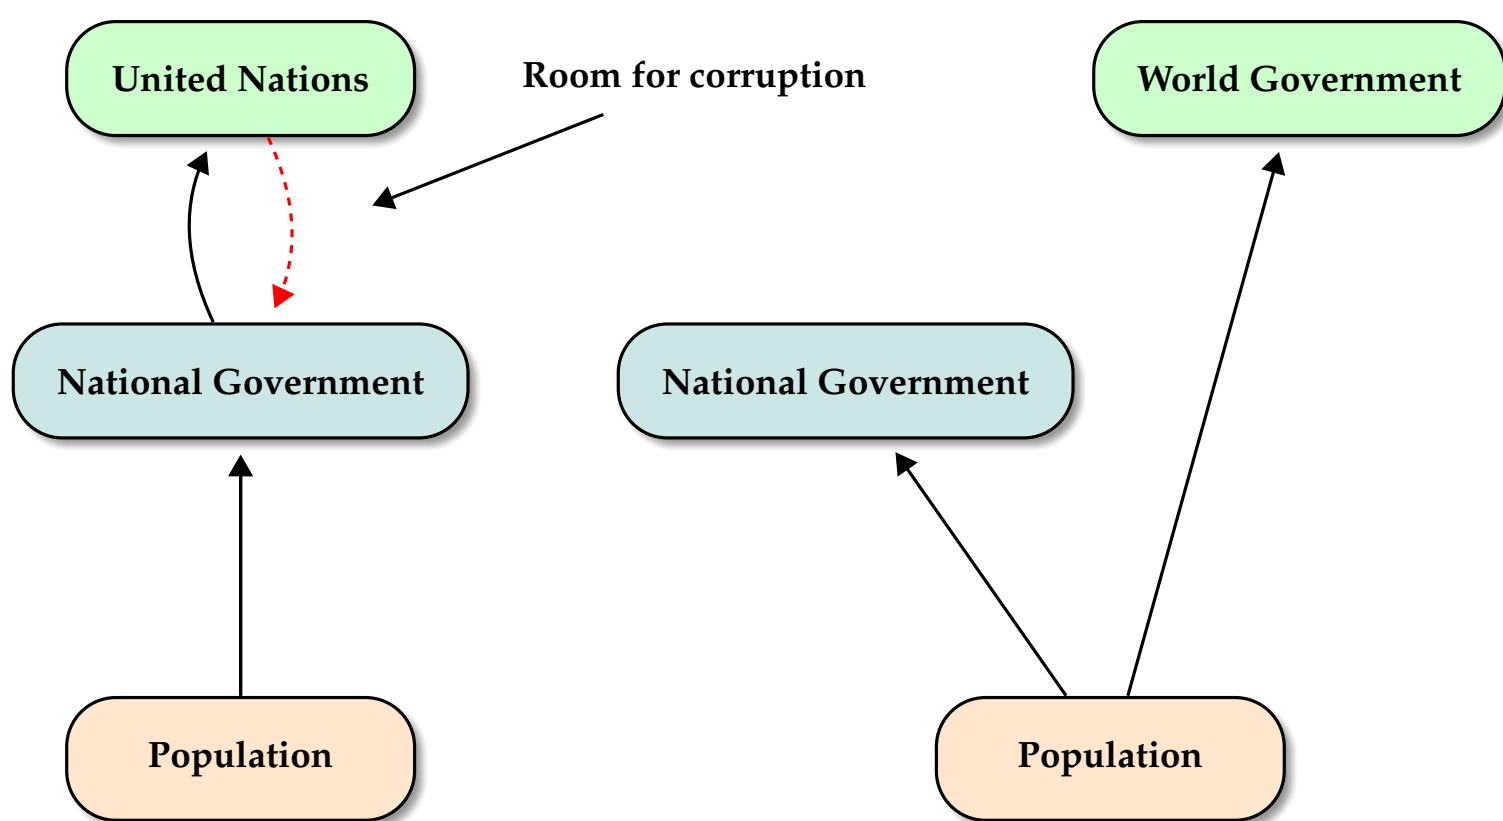 United Nations
Room for corruption
World Government
National Government
National Government
Population
Population